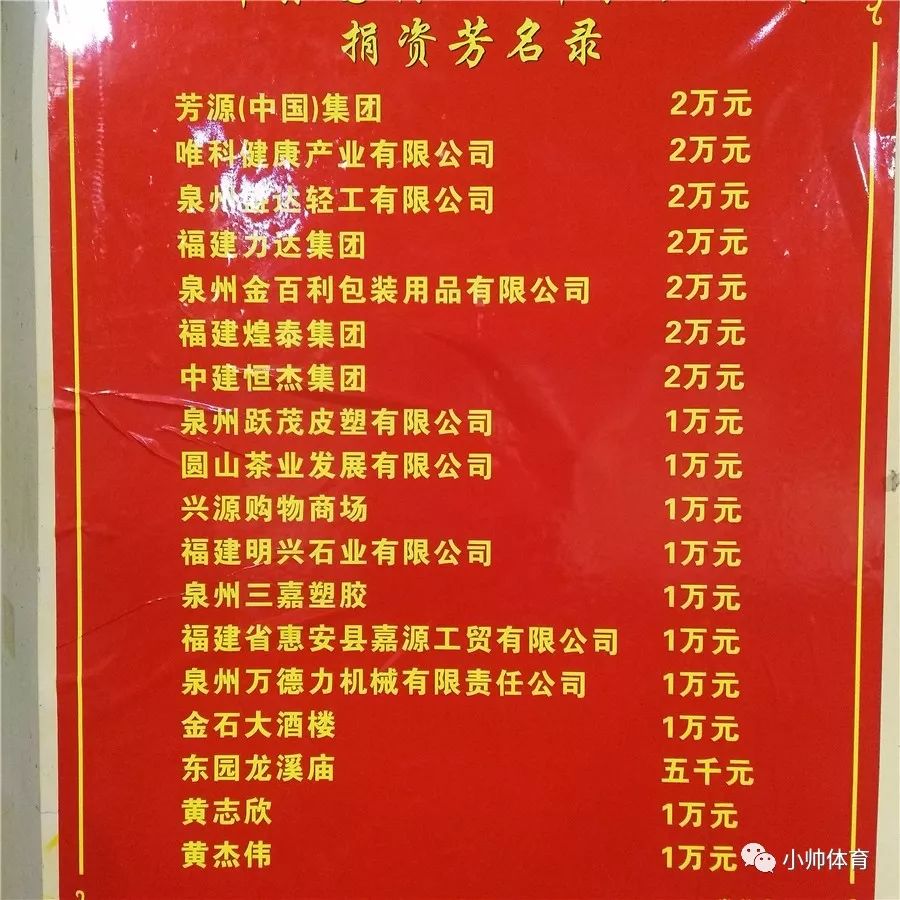 捐资芳名录
芳源(中国)集团 2万元
唯科健康产业有限公司 2万元
泉州 达轻工有限公司 2万元
福建力达集团 2万元
泉州金百利包装用品有限公司 2万元
福建煌泰集团 2万元
中建恒杰集团 2万元
泉州跃茂皮塑有限公司 1万元
圆山茶业发展有限公司 1万元
兴源购物商场 1万元
福建明兴石业有限公司 1万元
泉州三嘉塑胶 1万元
福建省惠安县嘉源工贸有限公司 1万元
泉州万德力机械有限责任公司 1万元
金石大酒楼 1万元
东园龙溪庙 五千元
黄志欣 1万元
黄杰伟 1万元
小帅体育